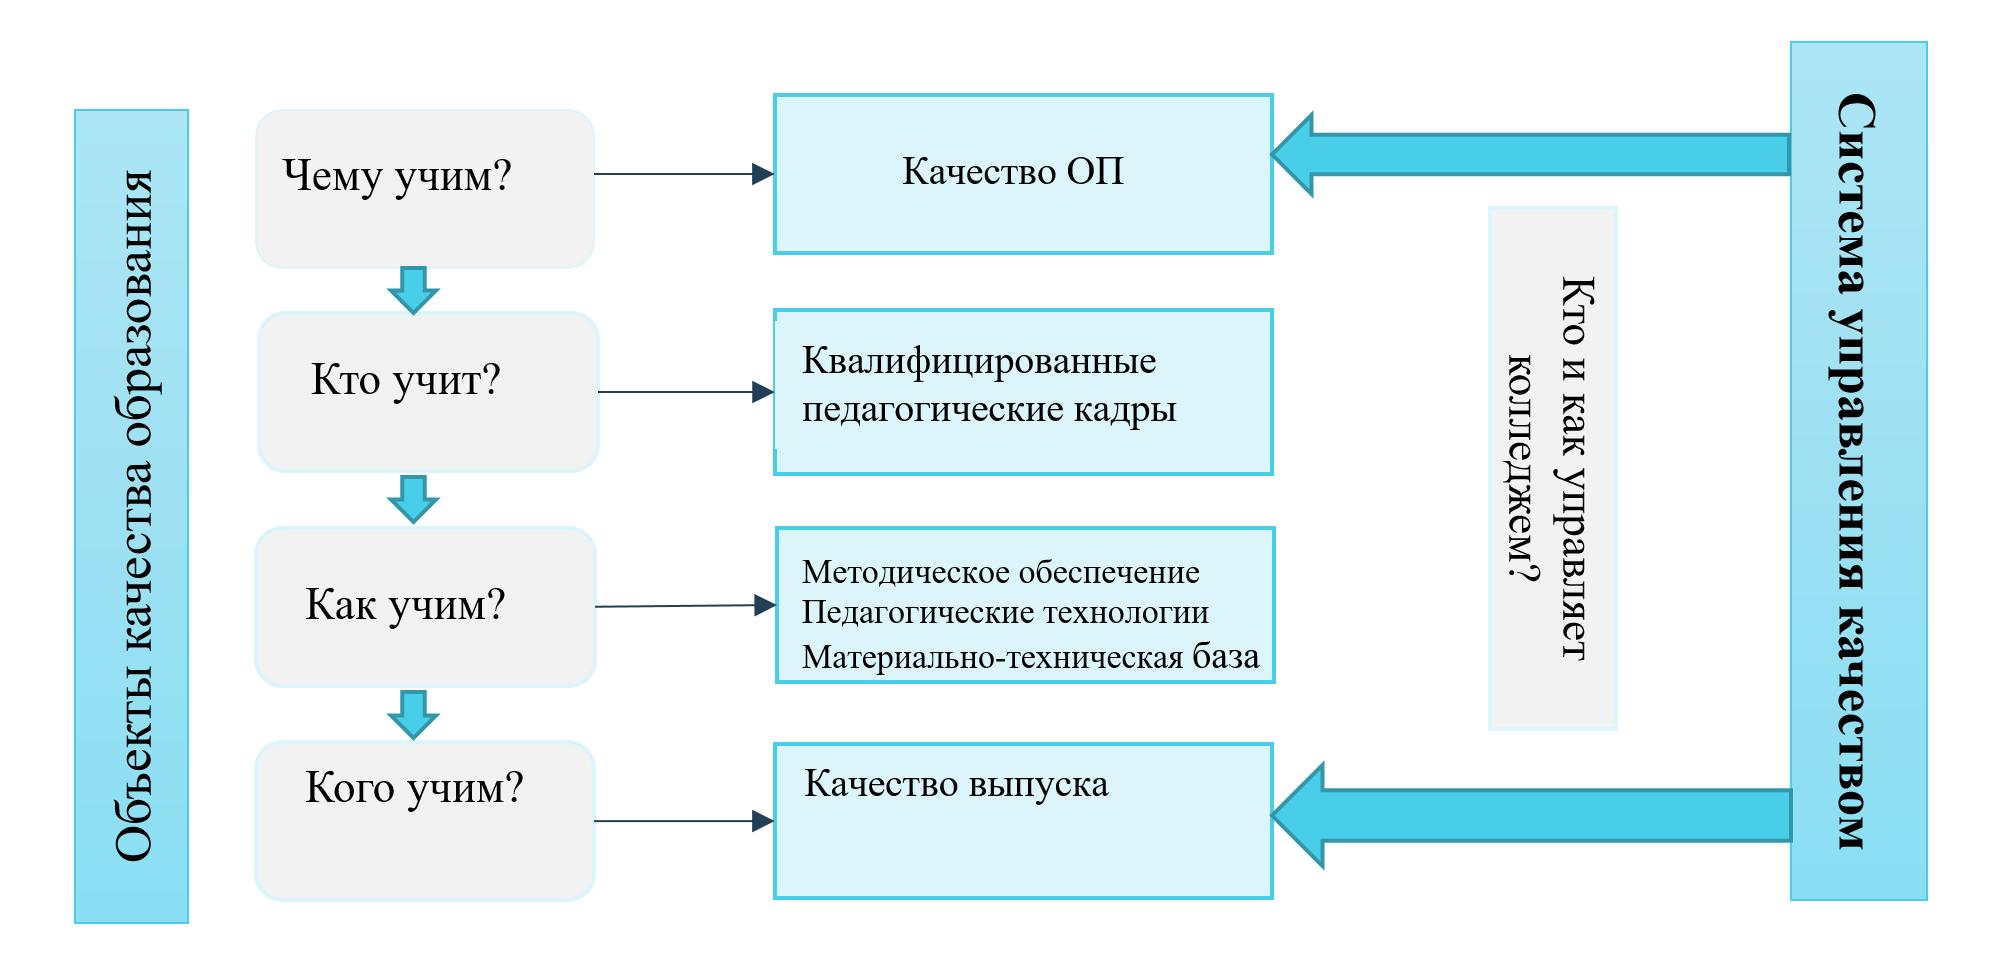 Объекты качества образования
Чему учим?
Качество ОП
Кто учит?
Квалифицированные
педагогические кадры
Как учим?
Методическое обеспечение
Педагогические технологии
Материально-техническая база
Кого учим?
Качество выпуска
Кто и как управляет
колледжем?
Система управления качеством